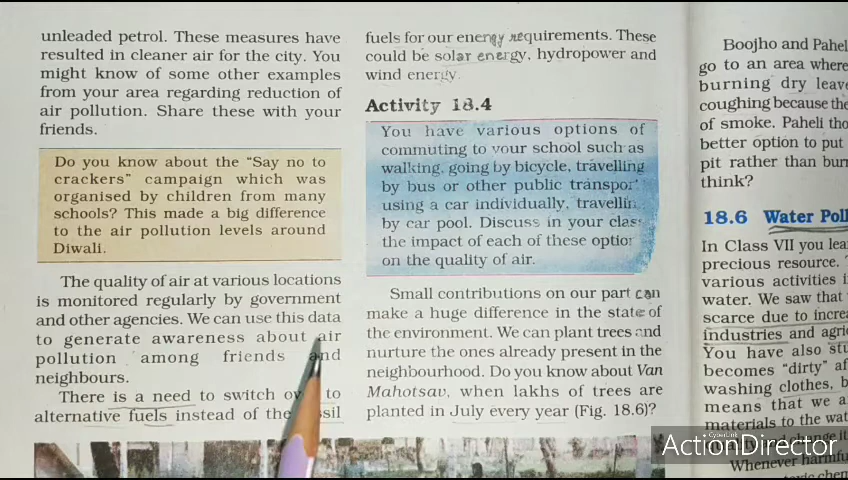 unleaded petrol. These measures have
resulted in cleaner air for the city. You
might know of some other examples
from your area regarding reduction of
air pollution. Share these with your
friends.
Do you know about the “Say no to
crackers” campaign which was
organised by children from many
schools? This made a big difference
to the air pollution levels around
Diwali.
The quality of air at various locations
is monitored regularly by government
and other agencies. We can use this data
to generate awareness about air
pollution among friends and
neighbours.
There is a need to switch to
alternative fuels instead of the
fuels for our energy requirements. These
could be solar energy, hydropower and
wind energy.
Activity 18.4
You have various options of
commuting to your school such as
walking, going by bicycle, travelling
by bus or other public transpor
using a car individually, travellin
by car pool. Discuss in your clas
the impact of each of these optio
on the quality of air.
Small contributions on our part can
make a huge difference in the state of
the environment. We can plant trees and
nurture the ones already present in the
neighbourhood. Do you know about Van
Mahotsav, when lakhs of trees are
planted in July every year (Fig. 18.6)?
Boojho and Pahel
go to an area where
burning dry leave
coughing because the
of smoke. Paheli tho
better option to put
pit rather than burn
think?
18.6 Water Poll
In Class VII you lea
precious resource.
various activities i
water. We saw that
scarce due to increa
industries and agri
You have also stu
becomes “dirty” af
washing clothes, b
means that we a
materials to the wat
Whenever harmfu
CyberLink
ActionDirector